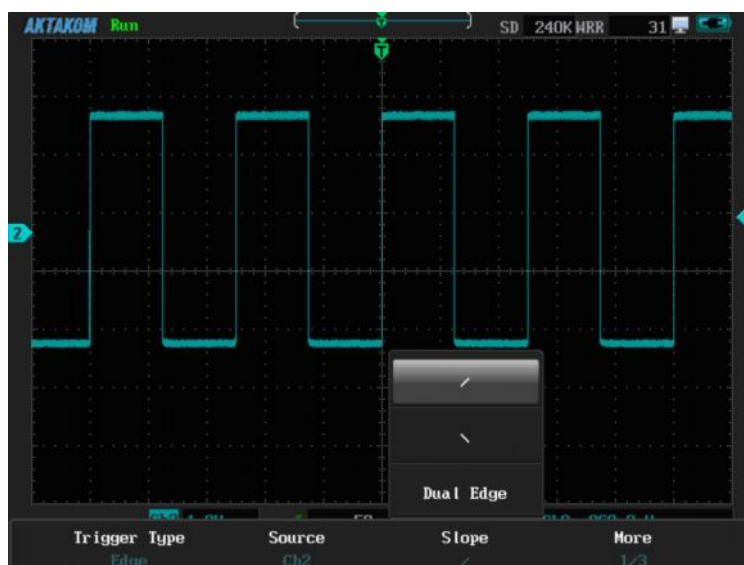 AKTAKOM Run
SD 240K WRR 31
T
2
Dual Edge
Trigger Type Source Slope More
Edge Ch2 1/3